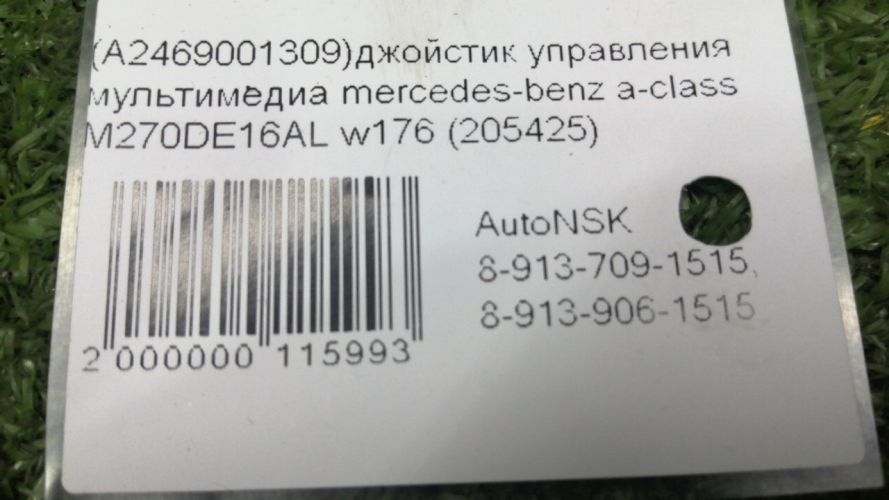 (A2469001309)джойстик управления
мультимедиа mercedes-benz a-class
M270DE16AL w176 (205425)
AutoNSK
8-913-709-1515,
8-913-906-1515
2 000000 115993